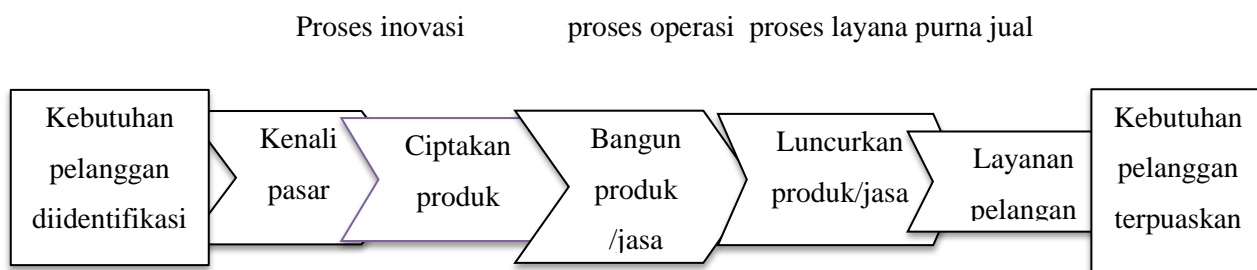 Proses inovasi proses operasi proses layana purna jual
Kebutuhan
pelanggan
diidentifikasi
Kenali
pasar
Ciptakan
produk
Bangun
produk
/jasa
Luncurkan
produk/jasa
Layanan
pelangan
Kebutuhan
pelanggan
terpuaskan